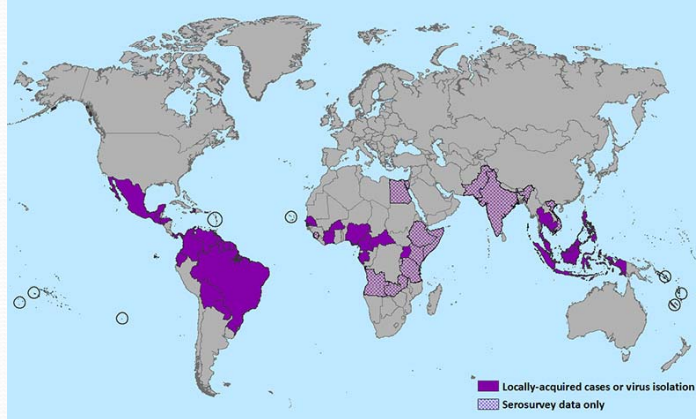 Locally-acquired cases or virus isolation
Serosurvey data only